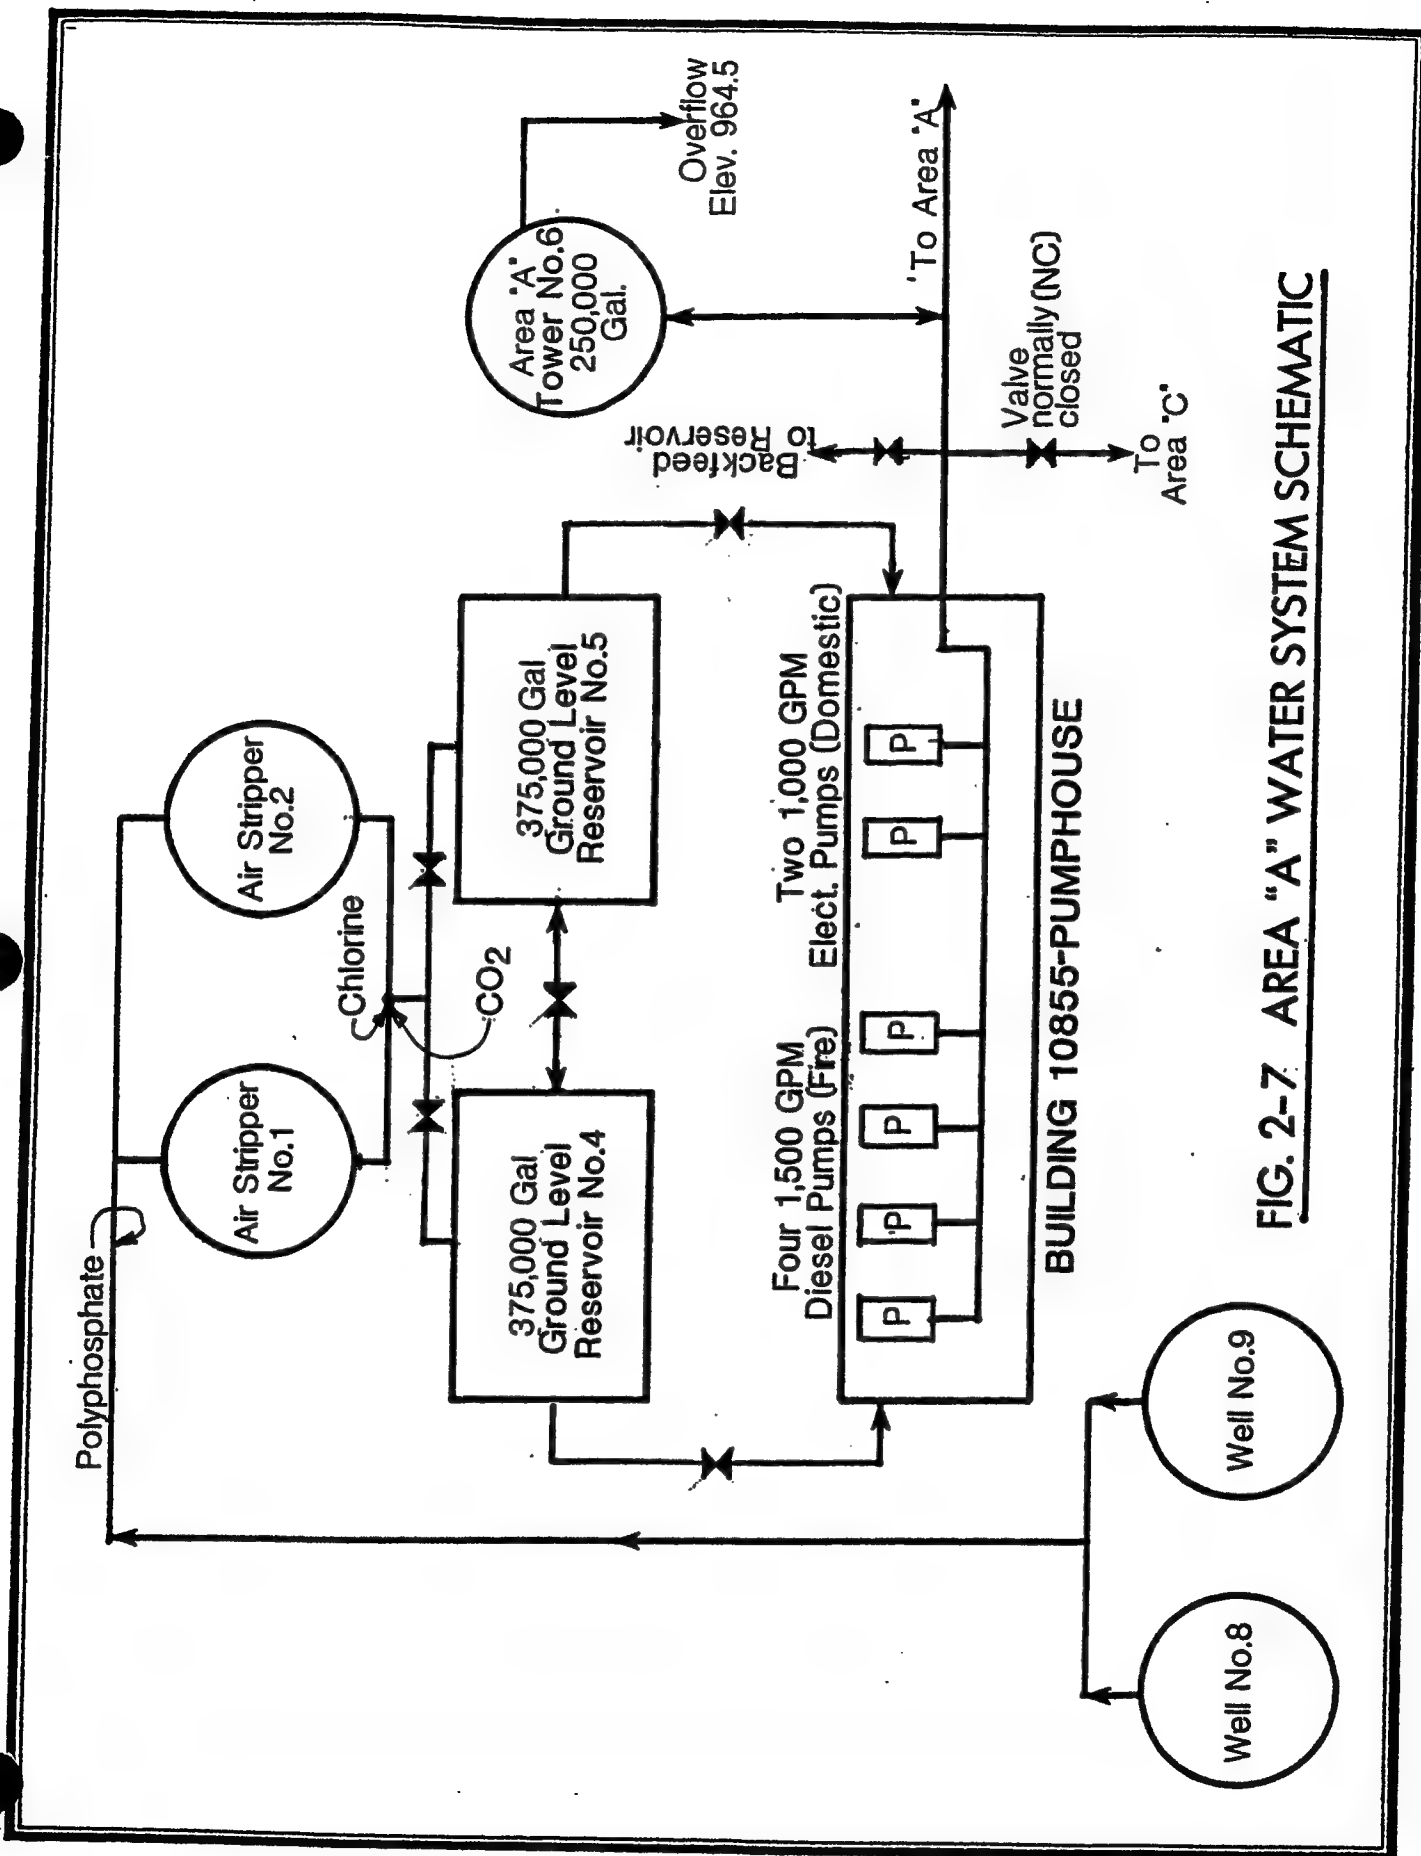 Polyphosphate
Air Stripper
No.1
Air Stripper
No.2
Chlorine
CO2
375,000 Gal
Ground Level
Reservoir No.4
375,000 Gal
Ground Level
Reservoir No.5
Area "A"
Tower No.6
250,000
Gal.
Overflow
Elev. 964.5
Backfeed
to Reservoir
"To Area "A"
Valve
normally (NC)
closed
To
Area "C"
Four 1,500 GPM
Diesel Pumps (Fire)
Two 1,000 GPM
Elect. Pumps (Domestic)
P
P
P
P
P
P
BUILDING 10855-PUMPHOUSE
Well No.8
Well No.9
FIG. 2-7 AREA "A" WATER SYSTEM SCHEMATIC